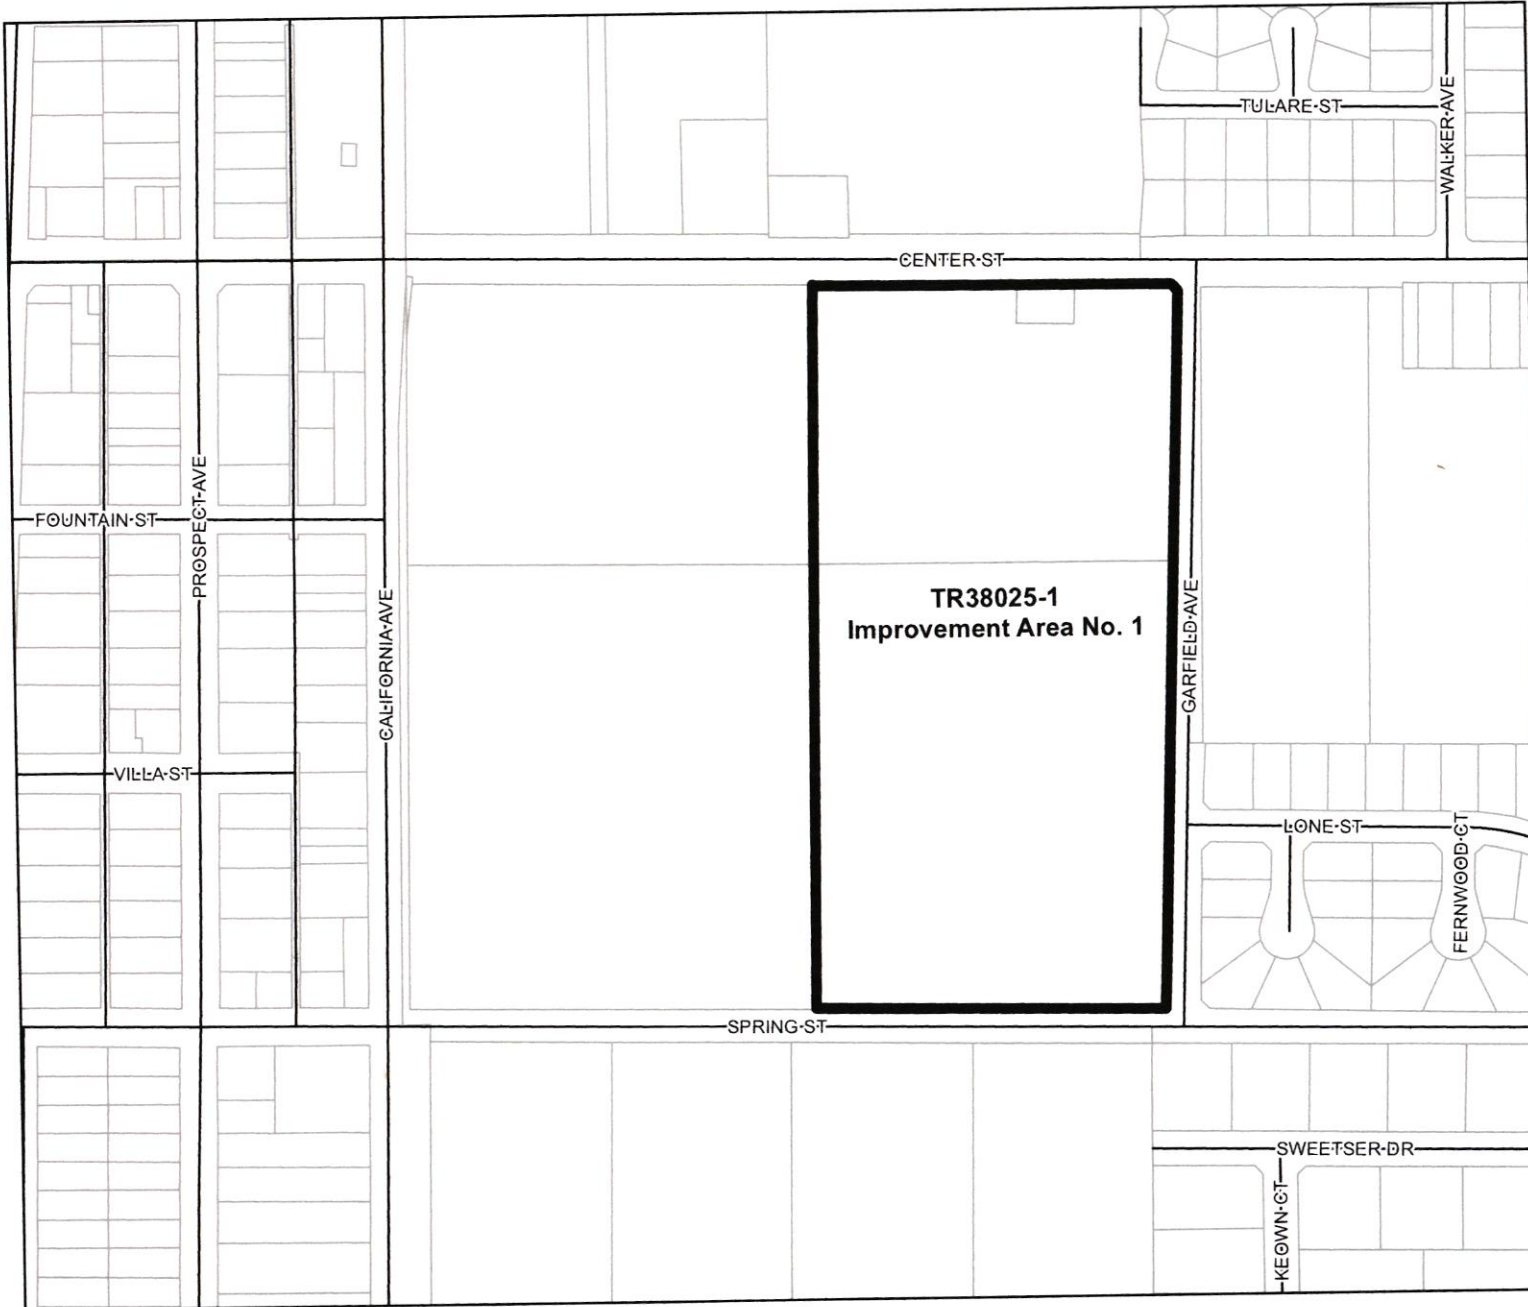 TULARE ST
WALKER AVE
CENTER ST
FOUNTAIN ST
PROSPECT AVE
CALIFORNIA AVE
TR38025-1
Improvement Area No. 1
GARFIELD AVE
VILLA ST
LONE ST
FERNWOOD CT
SPRING ST
SWEETSER DR
KEOWN CT